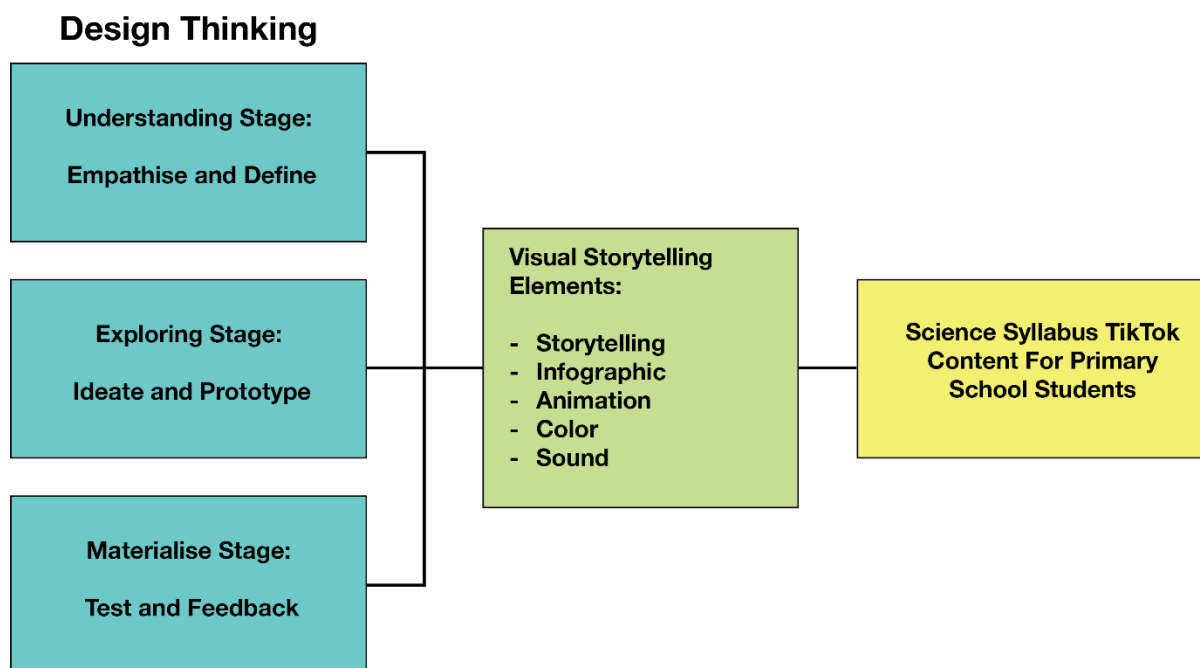 Design Thinking
Understanding Stage:
Empathise and Define
Exploring Stage:
Ideate and Prototype
Materialise Stage:
Test and Feedback
Visual Storytelling
Elements:
- Storytelling
- Infographic
- Animation
- Color
- Sound
Science Syllabus TikTok
Content For Primary
School Students